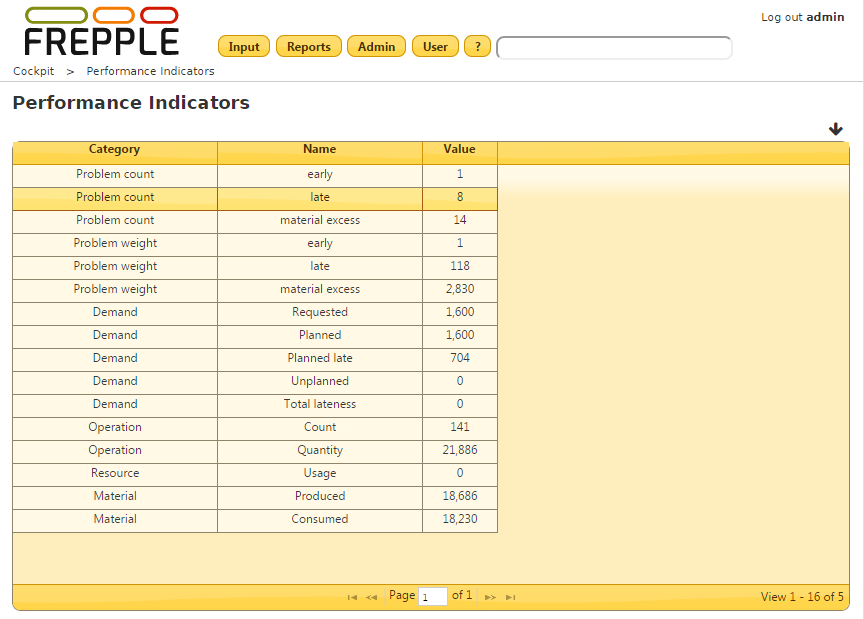 FREPPLE
Log out admin
Input Reports Admin User ?
Cockpit > Performance Indicators
Performance Indicators
Category Name Value
Problem count early 1
Problem count late 8
Problem count material excess 14
Problem weight early 1
Problem weight late 118
Problem weight material excess 2,830
Demand Requested 1,600
Demand Planned 1,600
Demand Planned late 704
Demand Unplanned 0
Demand Total lateness 0
Operation Count 141
Operation Quantity 21,886
Resource Usage 0
Material Produced 18,686
Material Consumed 18,230
Page 1 of 1 View 1 - 16 of 5